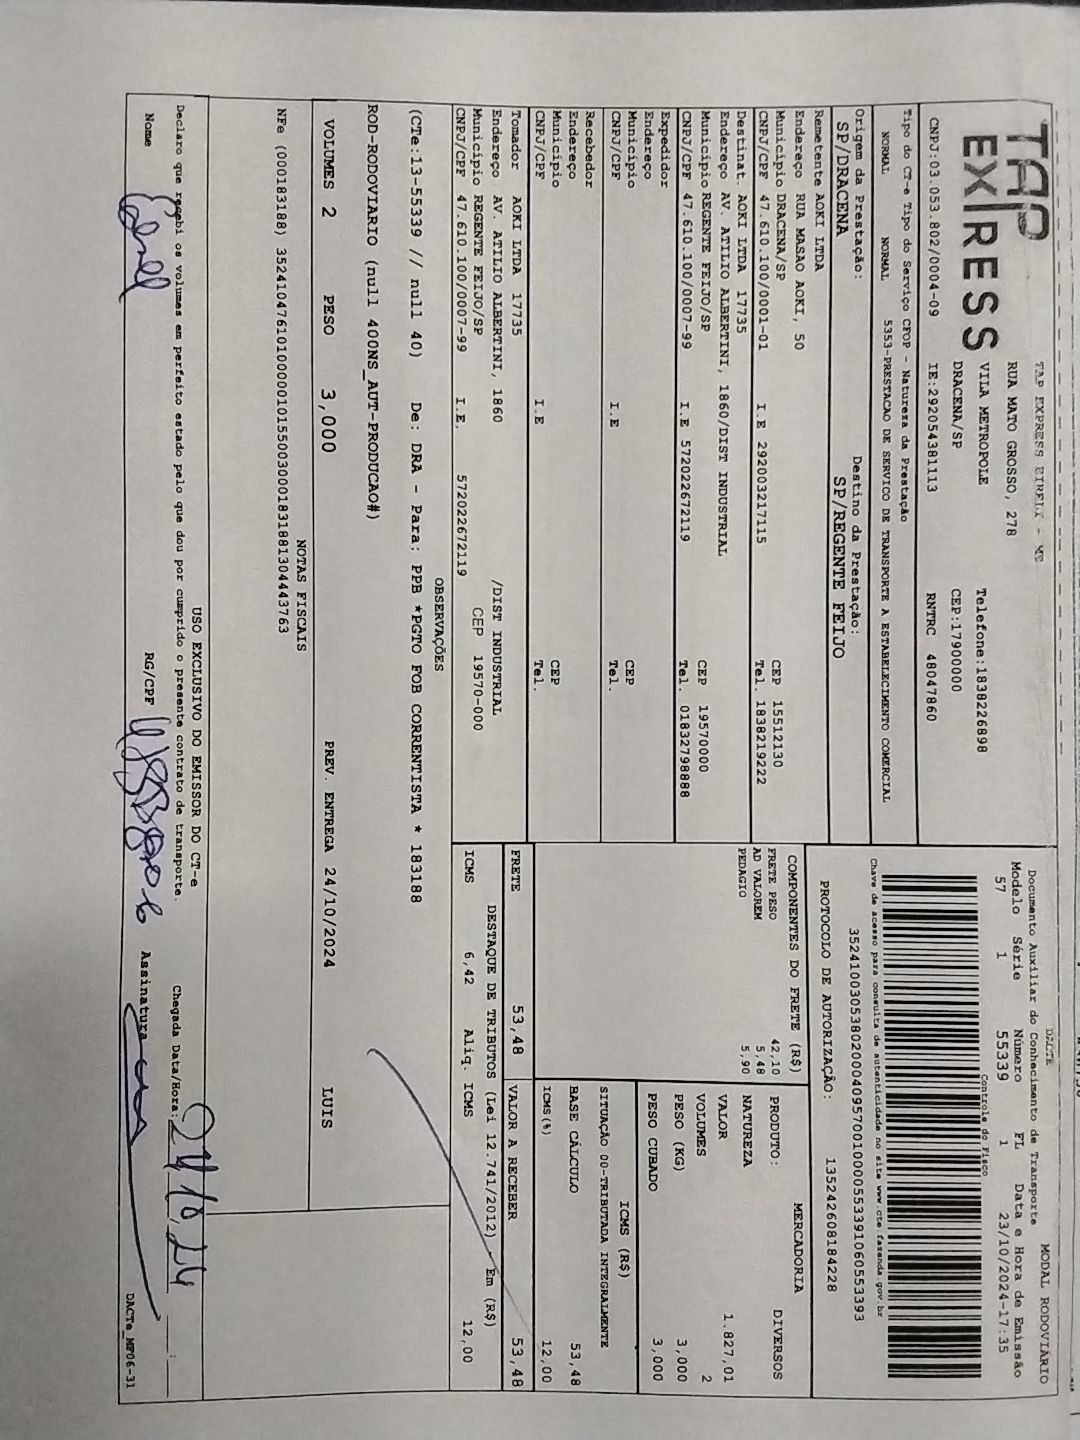 TAP
EXPRESS
TAP EXPRESS EIRELI - ME
RUA MATO GROSSO, 278
VILA METROPOLE
DRACENA/SP
Telefone:1838226898
CEP:17900000
CNPJ:03.053.802/0004-09 IE:292054381113 RNTRC 48047860
DACTE MODAL RODOVIÁRIO
Documento Auxiliar do Conhecimento de Transporte
Modelo Série Número FL Data e Hora de Emissão
57 1 55339 1 23/10/2024-17:35
Controle do Fisco
Chave de acesso para consulta de autenticidade no site www.cte.fazenda.gov.br
35241003053802000409570010000553391060553393
PROTOCOLO DE AUTORIZAÇÃO: 135242608184228
Tipo do CT-e Tipo do Serviço CFOP - Natureza da Prestação
NORMAL NORMAL 5353-PRESTACAO DE SERVICO DE TRANSPORTE A ESTABELECIMENTO COMERCIAL
Origem da Prestação: Destino da Prestação:
SP/DRACENA SP/REGENTE FEIJO
Remetente AOKI LTDA
Endereço RUA MASAO AOKI, 50
Município DRACENA/SP CEP 15512130
CNPJ/CPF 47.610.100/0001-01 I.E 292003217115 Tel. 1838219222
Destinat. AOKI LTDA 17735
Endereço AV. ATILIO ALBERTINI, 1860/DIST INDUSTRIAL
Município REGENTE FEIJO/SP CEP 19570000
CNPJ/CPF 47.610.100/0007-99 I.E 572022672119 Tel. 01832798888
Expedidor
Endereço
Município CEP
CNPJ/CPF I.E Tel.
Recebedor
Endereço
Município CEP
CNPJ/CPF I.E Tel.
Tomador AOKI LTDA 17735
Endereço AV. ATILIO ALBERTINI, 1860 /DIST INDUSTRIAL
Município REGENTE FEIJO/SP CEP 19570-000
CNPJ/CPF 47.610.100/0007-99 I.E. 572022672119
COMPONENTES DO FRETE (R$)
FRETE PESO 42,10
AD VALOREM 5,48
PEDAGIO 5,90
MERCADORIA
PRODUTO: DIVERSOS
NATUREZA
VALOR 1.827,01
VOLUMES 2
PESO (KG) 3,000
PESO CUBADO 3,000
ICMS (R$)
SITUAÇÃO 00-TRIBUTADA INTEGRALMENTE
BASE CÁLCULO 53,48
ICMS(%) 12,00
FRETE 53,48 VALOR A RECEBER 53,48
DESTAQUE DE TRIBUTOS (Lei 12.741/2012) - Em (R$)
ICMS 6,42 Aliq. ICMS 12,00
OBSERVAÇÕES
(CTe:13-55339 // null 40) De: DRA - Para: PPB *PGTO FOB CORRENTISTA * 183188
ROD-RODOVIARIO (null 400NS_AUT-PRODUCAO#)
VOLUMES 2 PESO 3,000 PREV. ENTREGA 24/10/2024 LUIS
NOTAS FISCAIS
NFe (000183188) 35241047610100000101550030001831881304443763
USO EXCLUSIVO DO EMISSOR DO CT-e
Declaro que recebi os volumes em perfeito estado pelo que dou por cumprido o presente contrato de transporte.
Chegada Data/Hora: 24/10/24 :
Nome RG/CPF Assinatura
DACTe_MP06-31